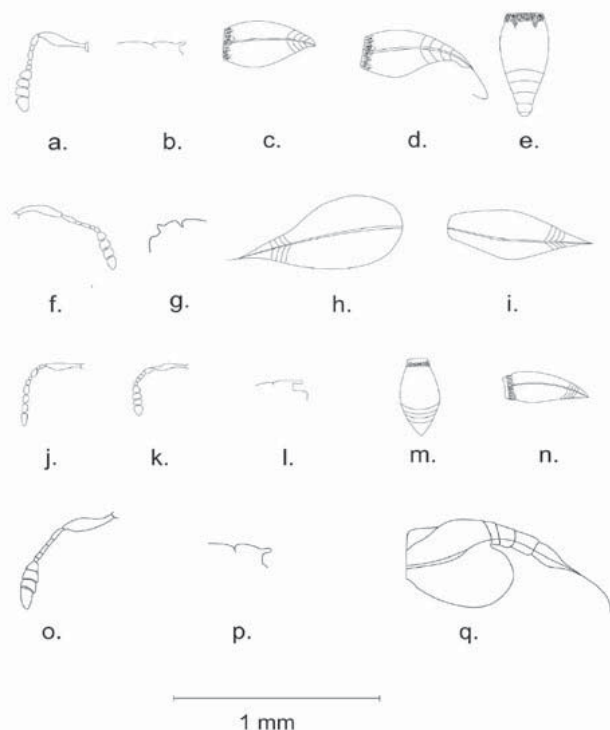 a. b. c. d. e.
f. g. h. i.
j. k. l. m. n.
o. p. q.
1 mm